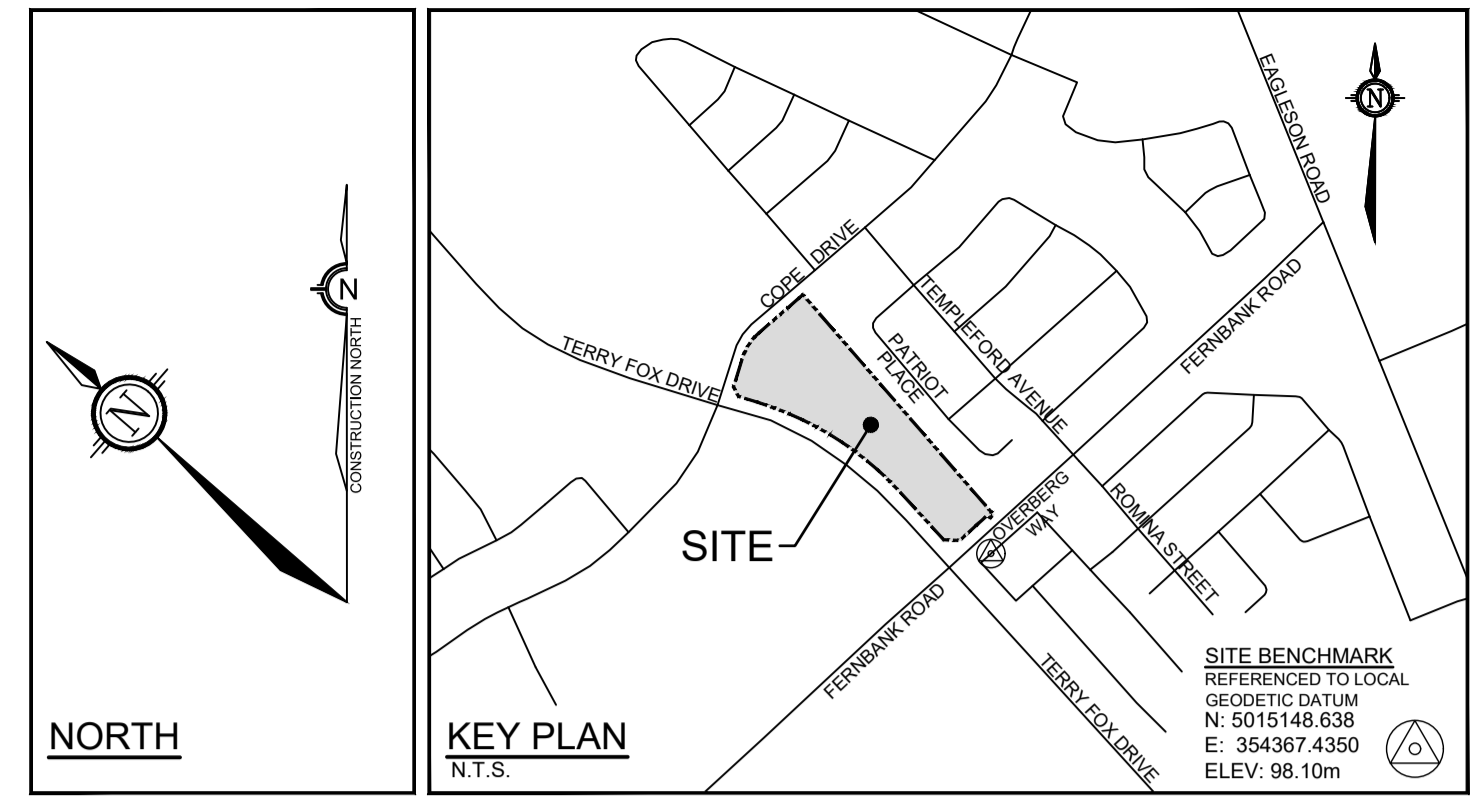 N
N
CONSTRUCTION NORTH
NORTH
N
EAGLESON ROAD
COPE DRIVE
TERRY FOX DRIVE
TEMPLEFORD AVENUE
PATRIOT
PLACE
FERNBANK ROAD
OVERBERG
WAY
ROMINA STREET
SITE
FERNBANK ROAD
TERRY FOX DRIVE
SITE BENCHMARK
REFERENCED TO LOCAL
GEODETIC DATUM
N: 5015148.638
E: 354367.4350
ELEV: 98.10m
KEY PLAN
N.T.S.